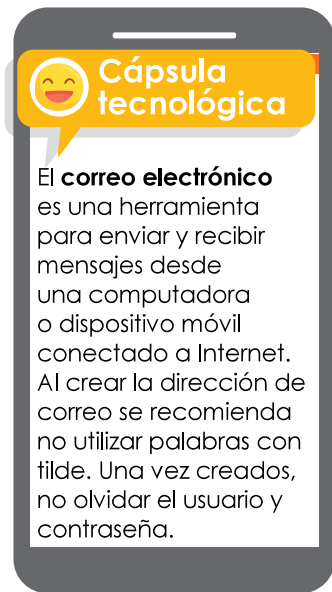 Cápsula
tecnológica
El correo electrónico
es una herramienta
para enviar y recibir
mensajes desde
una computadora
o dispositivo móvil
conectado a Internet.
Al crear la dirección de
correo se recomienda
no utilizar palabras con
tilde. Una vez creados,
no olvidar el usuario y
contraseña.